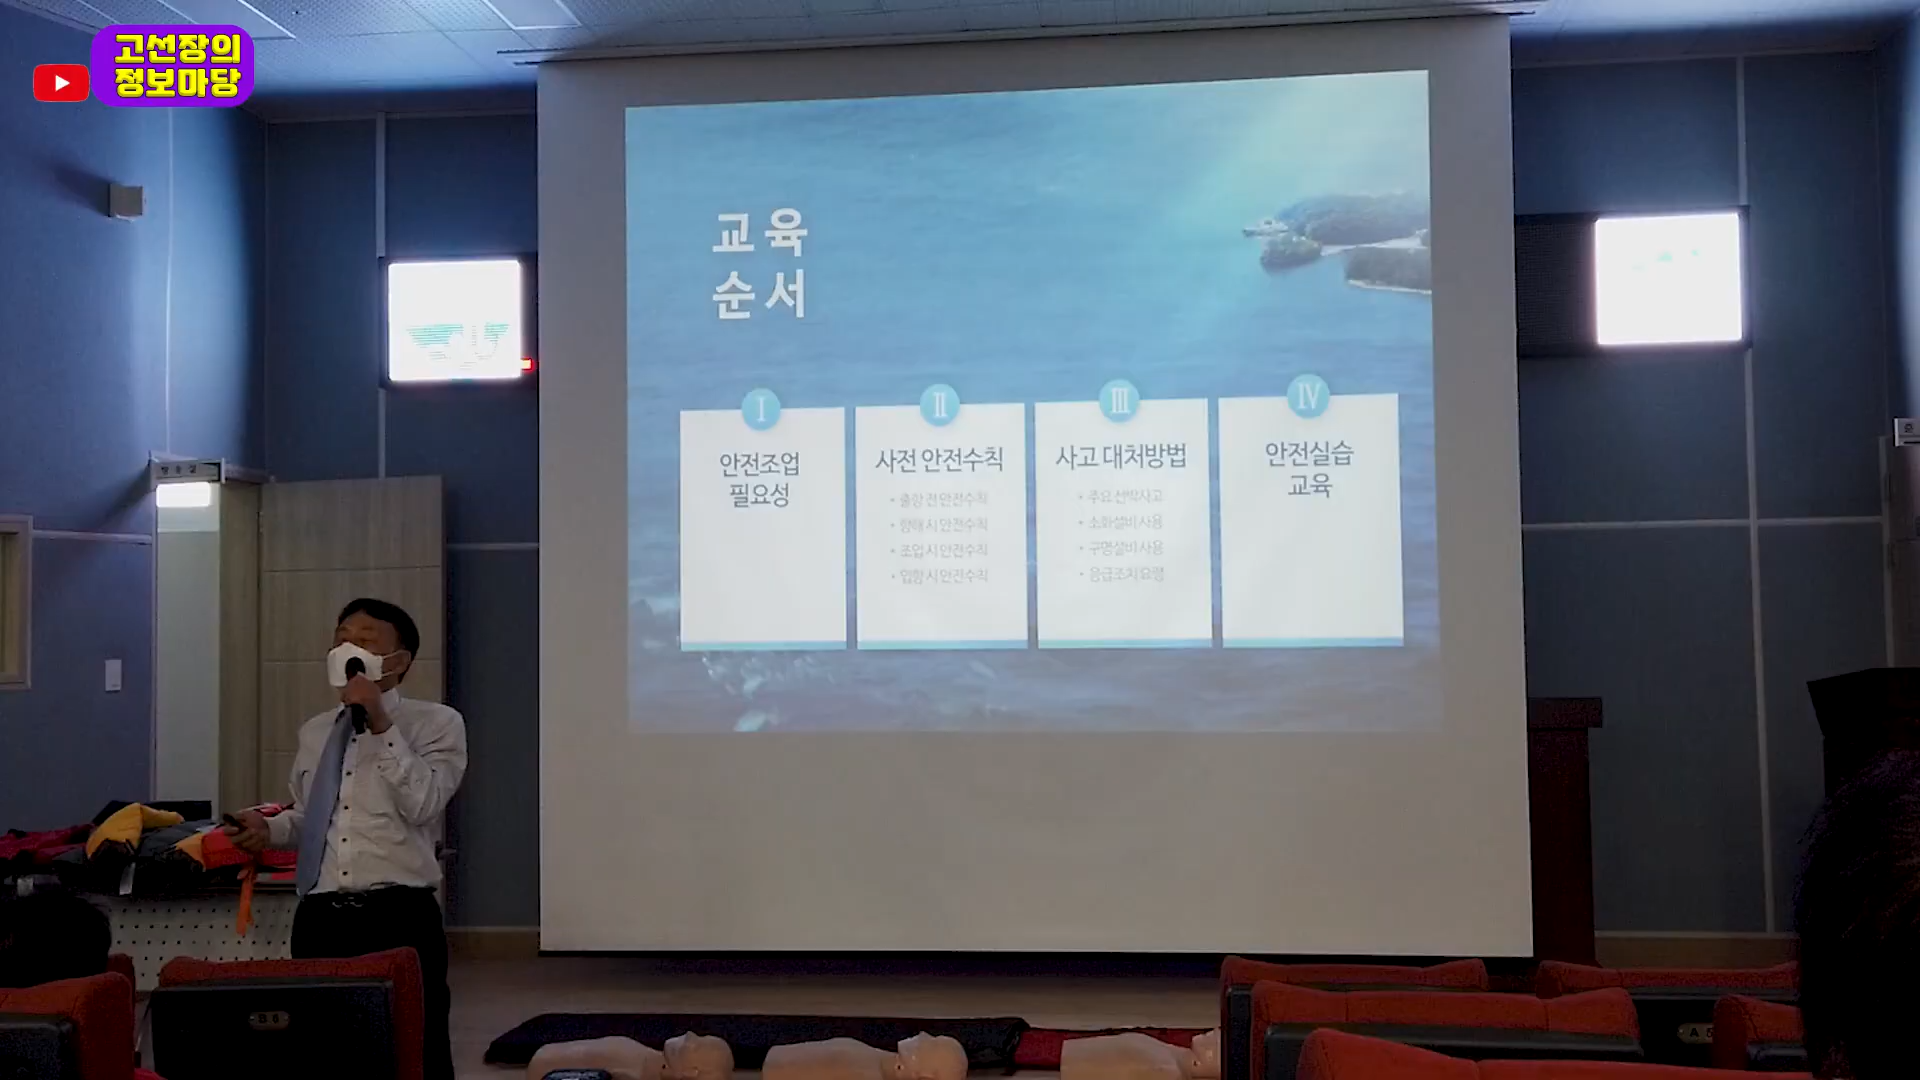 고선장의
정보마당
교육
순서
I
안전조업
필요성
II
사전 안전수칙
• 출항 전 안전수칙
• 항해 시 안전수칙
• 조업 시 안전수칙
• 입항 시 안전수칙
III
사고 대처방법
• 주요 선박사고
• 소화설비 사용
• 구명설비 사용
• 응급조치 요령
IV
안전실습
교육
방송실
B 6